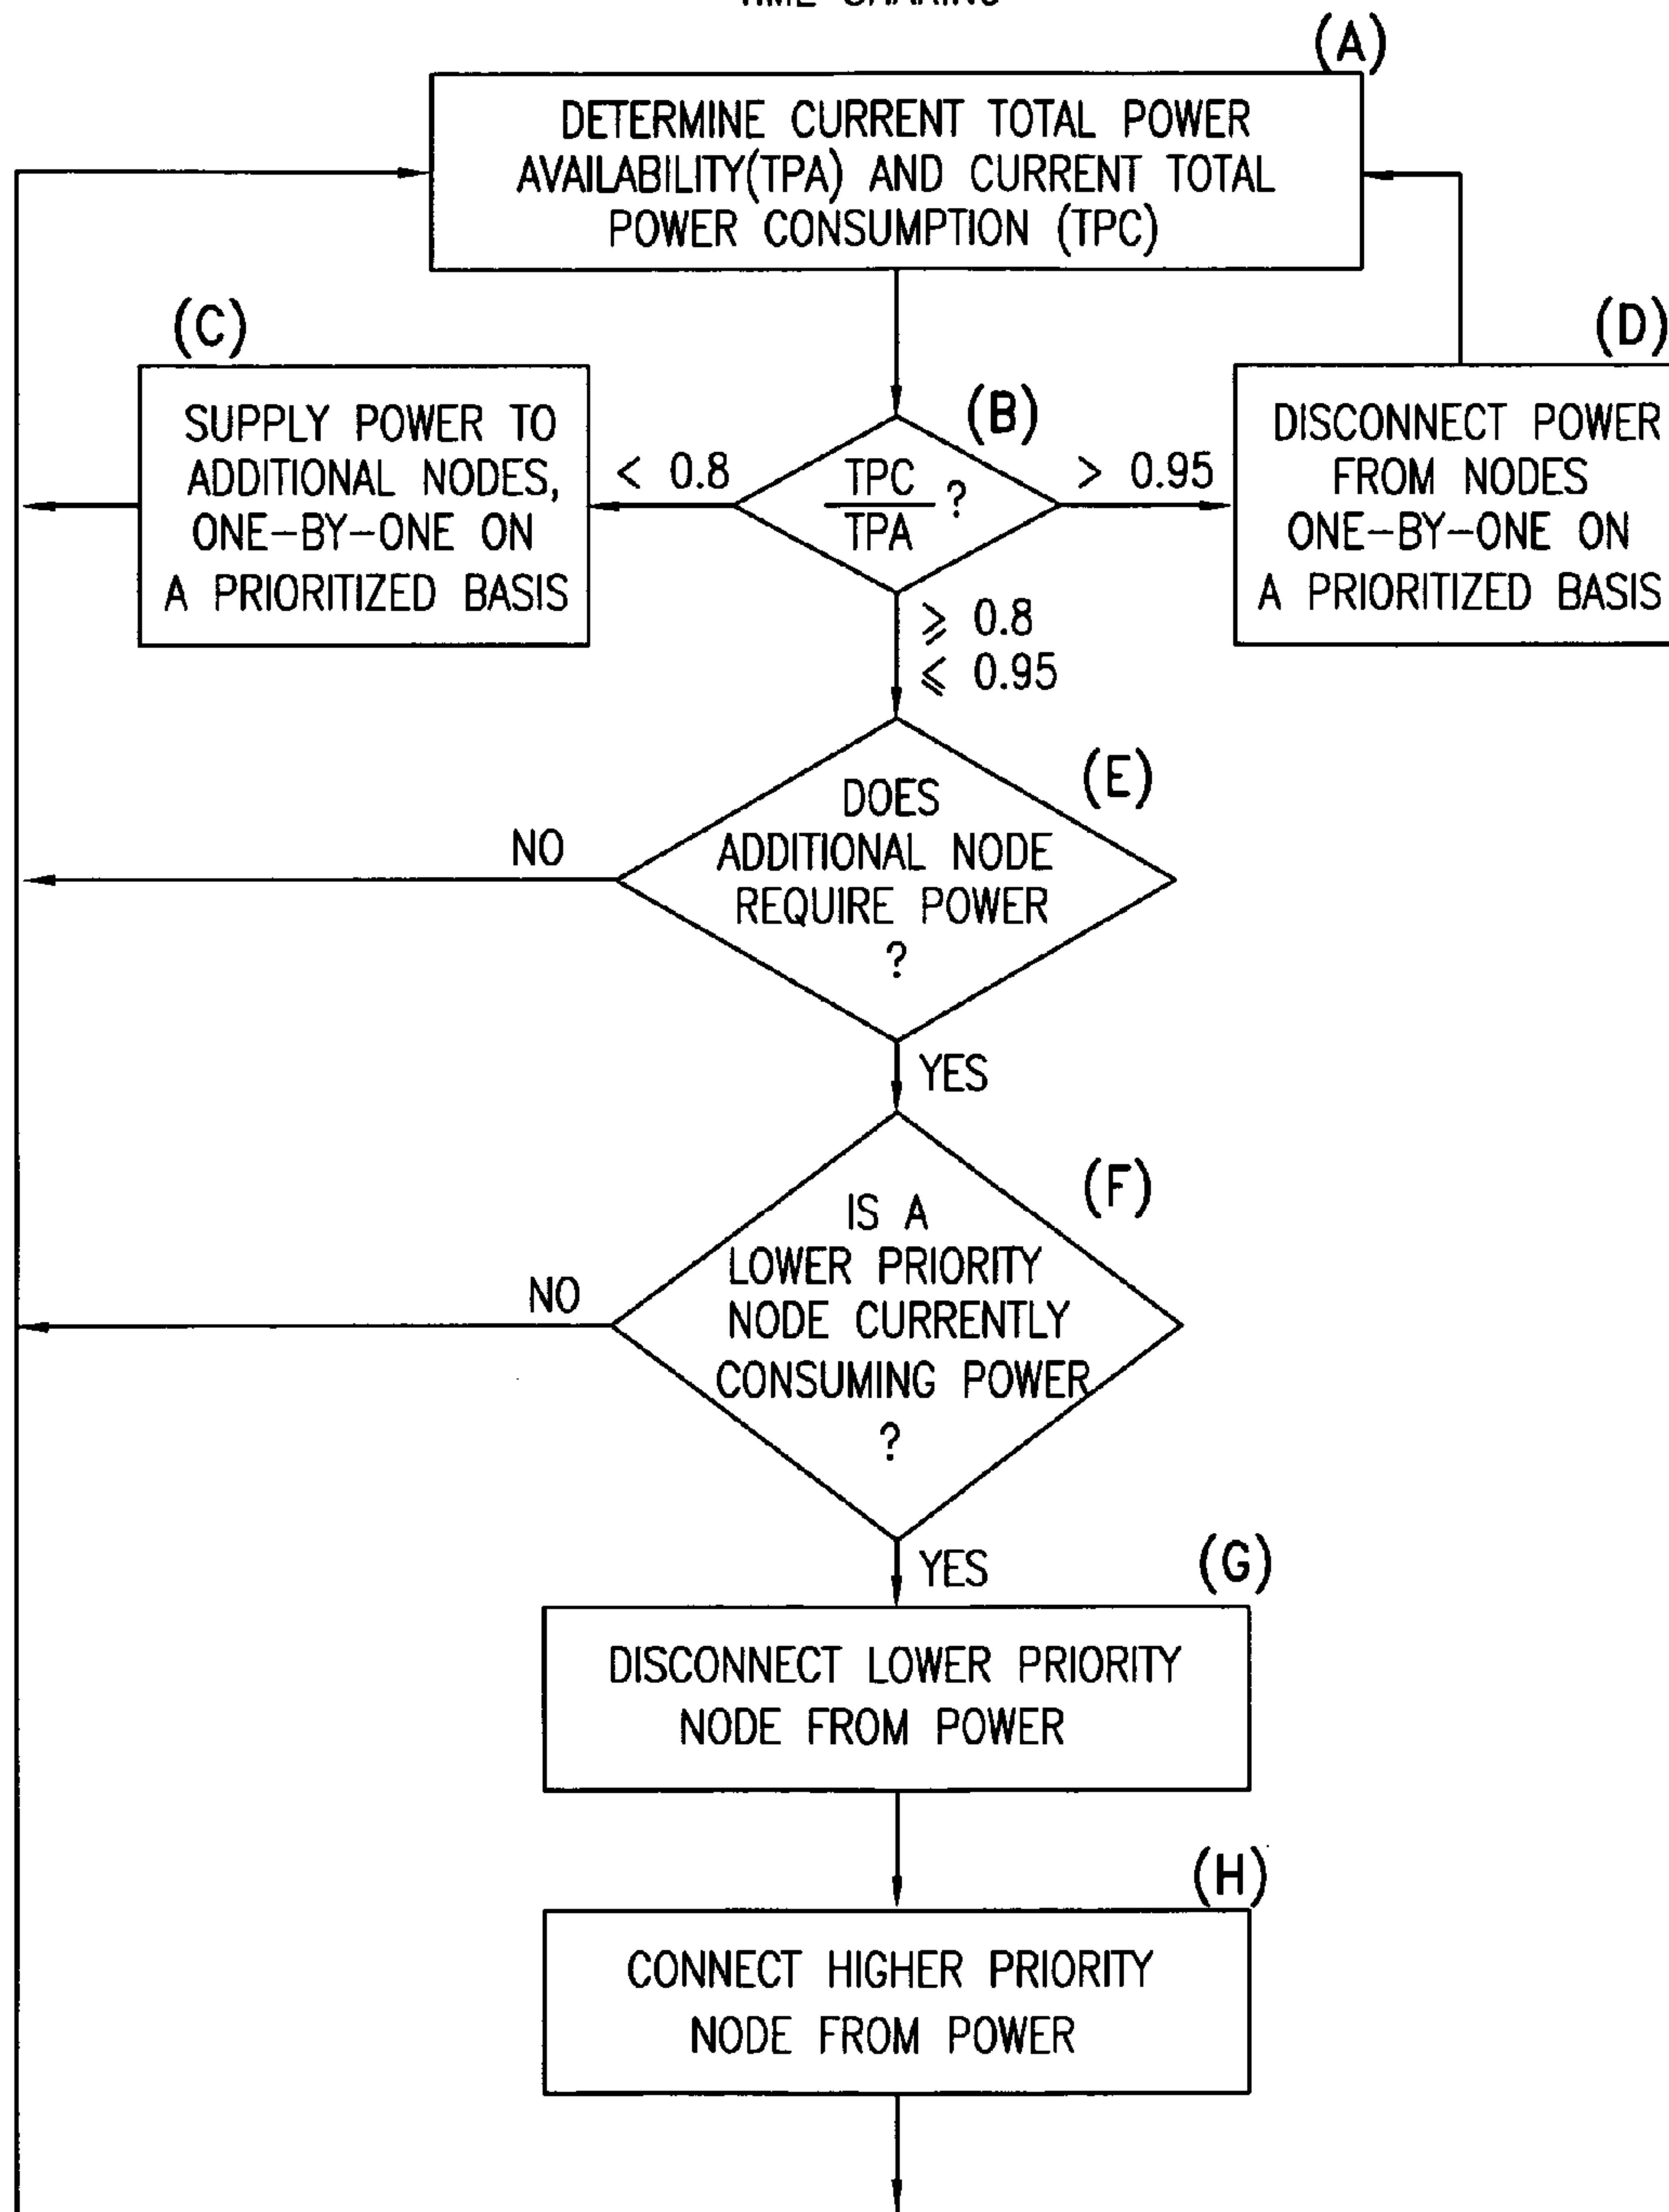 (A)
DETERMINE CURRENT TOTAL POWER
AVAILABILITY(TPA) AND CURRENT TOTAL
POWER CONSUMPTION (TPC)
(C)
SUPPLY POWER TO
ADDITIONAL NODES,
ONE-BY-ONE ON
A PRIORITIZED BASIS
< 0.8
(B)
TPC
TPA
?
> 0.95
(D)
DISCONNECT POWER
FROM NODES
ONE-BY-ONE ON
A PRIORITIZED BASIS
⩾ 0.8
⩽ 0.95
(E)
DOES
ADDITIONAL NODE
REQUIRE POWER
?
NO
YES
(F)
IS A
LOWER PRIORITY
NODE CURRENTLY
CONSUMING POWER
?
NO
YES
(G)
DISCONNECT LOWER PRIORITY
NODE FROM POWER
(H)
CONNECT HIGHER PRIORITY
NODE FROM POWER